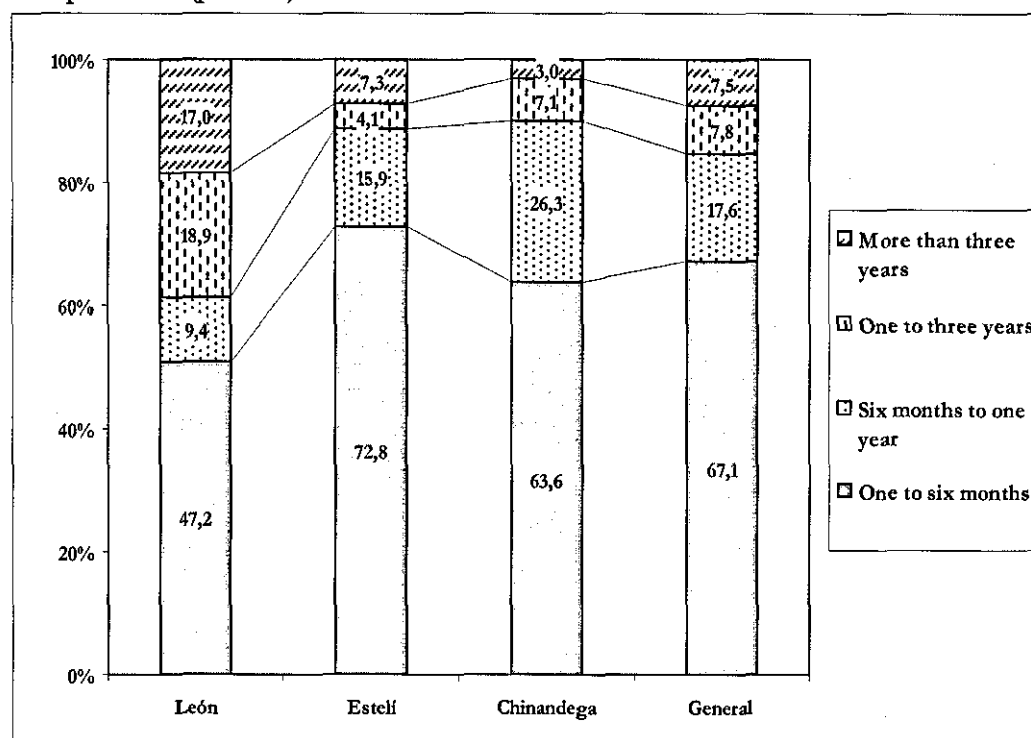 100%
80%
60%
40%
20%
0%
17,0
18,9
9,4
47,2
7,3
4,1
15,9
72,8
3,0
7,1
26,3
63,6
7,5
7,8
17,6
67,1
León
Estelí
Chinandega
General
More than three
years
One to three years
Six months to one
year
One to six months